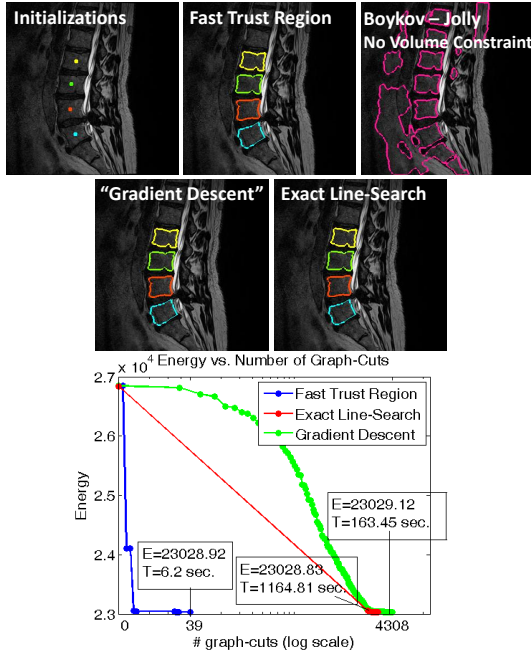 Initializations
Fast Trust Region
Boykov – Jolly
No Volume Constraint
“Gradient Descent”
Exact Line-Search
x 10⁴ Energy vs. Number of Graph-Cuts
2.7
2.6
2.5
2.4
2.3
Energy
Fast Trust Region
Exact Line-Search
Gradient Descent
E=23029.12
T=163.45 sec.
E=23028.92
T=6.2 sec.
E=23028.83
T=1164.81 sec.
0
39
4308
# graph-cuts (log scale)